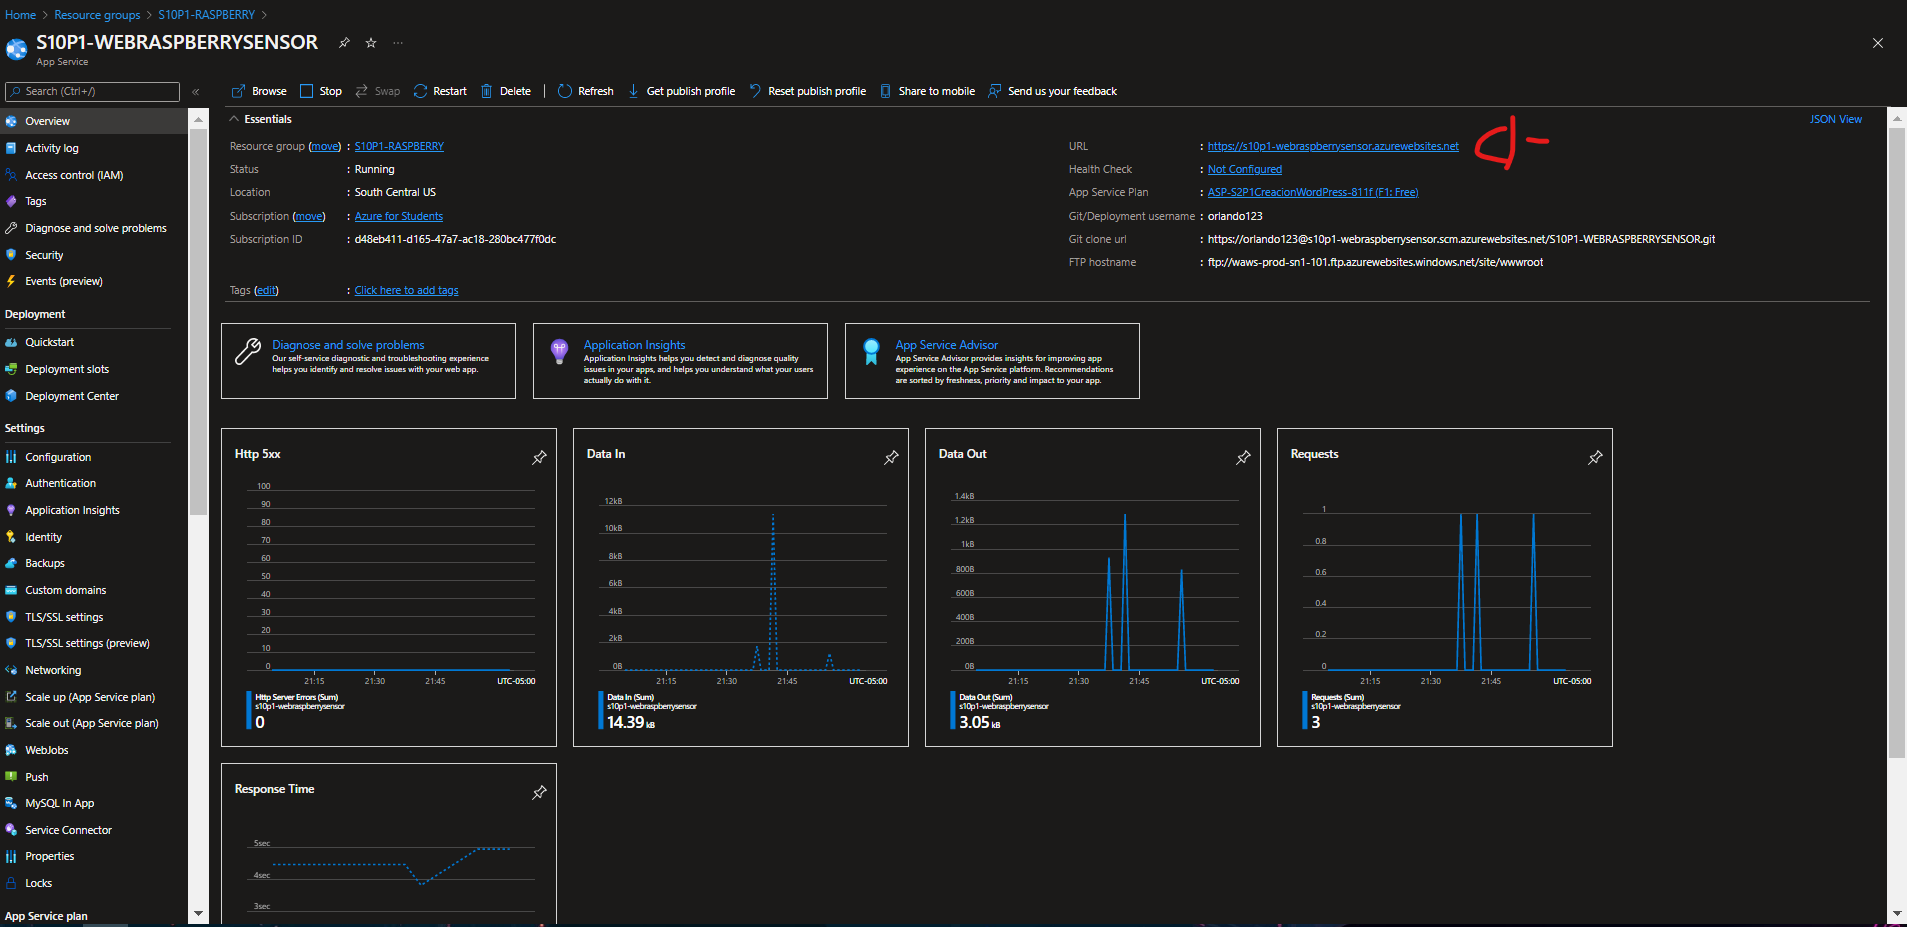 Home > Resource groups > S10P1-RASPBERRY >
S10P1-WEBRASPBERRYSENSOR
App Service
Search (Ctrl+/)
Overview
Activity log
Access control (IAM)
Tags
Diagnose and solve problems
Security
Events (preview)
Deployment
Quickstart
Deployment slots
Deployment Center
Settings
Configuration
Authentication
Application Insights
Identity
Backups
Custom domains
TLS/SSL settings
TLS/SSL settings (preview)
Networking
Scale up (App Service plan)
Scale out (App Service plan)
WebJobs
Push
MySQL In App
Service Connector
Properties
Locks
App Service plan
Browse Stop Swap Restart Delete Refresh Get publish profile Reset publish profile Share to mobile Send us your feedback
Essentials
JSON View
Resource group (move) : S10P1-RASPBERRY
Status : Running
Location : South Central US
Subscription (move) : Azure for Students
Subscription ID : d48eb411-d165-47a7-ac18-280bc477f0dc
Tags (edit) : Click here to add tags
URL : https://s10p1-webraspberrysensor.azurewebsites.net
Health Check : Not Configured
App Service Plan : ASP-S2P1CreacionWordPress-811f (F1: Free)
Git/Deployment username : orlando123
Git clone url : https://orlando123@s10p1-webraspberrysensor.scm.azurewebsites.net/S10P1-WEBRASPBERRYSENSOR.git
FTP hostname : ftp://waws-prod-sn1-101.ftp.azurewebsites.windows.net/site/wwwroot
Diagnose and solve problems
Our self-service diagnostic and troubleshooting experience
helps you identify and resolve issues with your web app.
Application Insights
Application Insights helps you detect and diagnose quality
issues in your apps, and helps you understand what your users
actually do with it.
App Service Advisor
App Service Advisor provides insights for improving app
experience on the App Service platform. Recommendations
are sorted by freshness, priority and impact to your app.
Http 5xx
100
90
80
70
60
50
40
30
20
10
0
21:15 21:30 21:45 UTC-05:00
Http Server Errors (Sum)
s10p1-webraspberrysensor
0
Data In
12kB
10kB
8kB
6kB
4kB
2kB
0B
21:15 21:30 21:45 UTC-05:00
Data In (Sum)
s10p1-webraspberrysensor
14.39 kB
Data Out
1.4kB
1.2kB
1kB
800B
600B
400B
200B
0B
21:15 21:30 21:45 UTC-05:00
Data Out (Sum)
s10p1-webraspberrysensor
3.05 kB
Requests
1
0.8
0.6
0.4
0.2
0
21:15 21:30 21:45 UTC-05:00
Requests (Sum)
s10p1-webraspberrysensor
3
Response Time
5sec
4sec
3sec